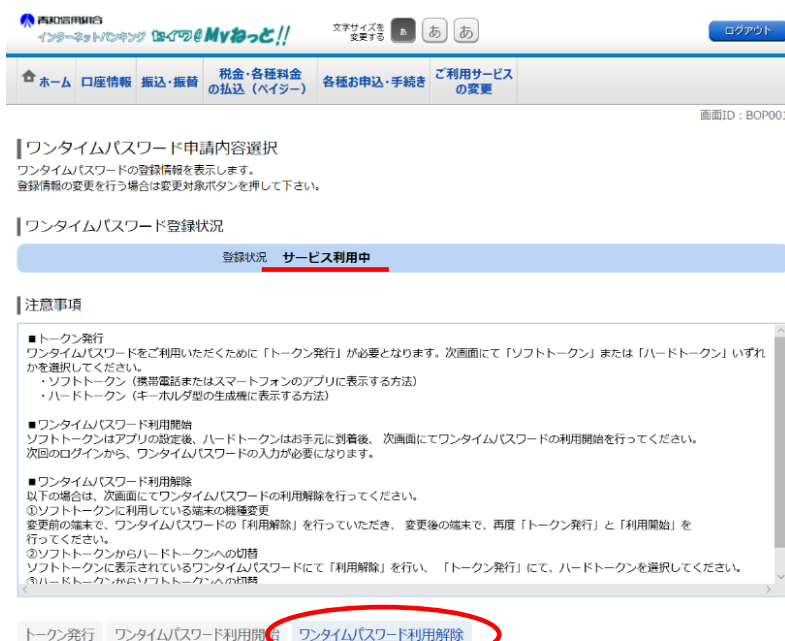 青和信用組合
インターネットバンキング
Myねっと!!
文字サイズを
変更する
あ あ あ
ログアウト
ホーム 口座情報 振込・振替 税金・各種料金の払込（ペイジー） 各種お申込・手続き ご利用サービスの変更
画面ID：BOP001
ワンタイムパスワード申請内容選択
ワンタイムパスワードの登録情報を表示します。
登録情報の変更を行う場合は変更対象ボタンを押して下さい。
ワンタイムパスワード登録状況
登録状況 サービス利用中
注意事項
■トークン発行
ワンタイムパスワードをご利用いただくために「トークン発行」が必要となります。次画面にて「ソフトトークン」または「ハードトークン」いずれ
かを選択してください。
・ソフトトークン（携帯電話またはスマートフォンのアプリに表示する方法）
・ハードトークン（キーホルダ型の生成機に表示する方法）
■ワンタイムパスワード利用開始
ソフトトークンはアプリの設定後、ハードトークンはお手元に到着後、 次画面にてワンタイムパスワードの利用開始を行ってください。
次回のログインから、ワンタイムパスワードの入力が必要になります。
■ワンタイムパスワード利用解除
以下の場合は、次画面にてワンタイムパスワードの利用解除を行ってください。
①ソフトトークンに利用している端末の機種変更
変更前の端末で、ワンタイムパスワードの「利用解除」を行っていただき、 変更後の端末で、再度「トークン発行」と「利用開始」を
行ってください。
②ソフトトークンからハードトークンへの切替
ソフトトークンに表示されているワンタイムパスワードにて「利用解除」を行い、 「トークン発行」にて、ハードトークンを選択してください。
③ハードトークンからソフトトークンへの切替
トークン発行 ワンタイムパスワード利用開始 ワンタイムパスワード利用解除